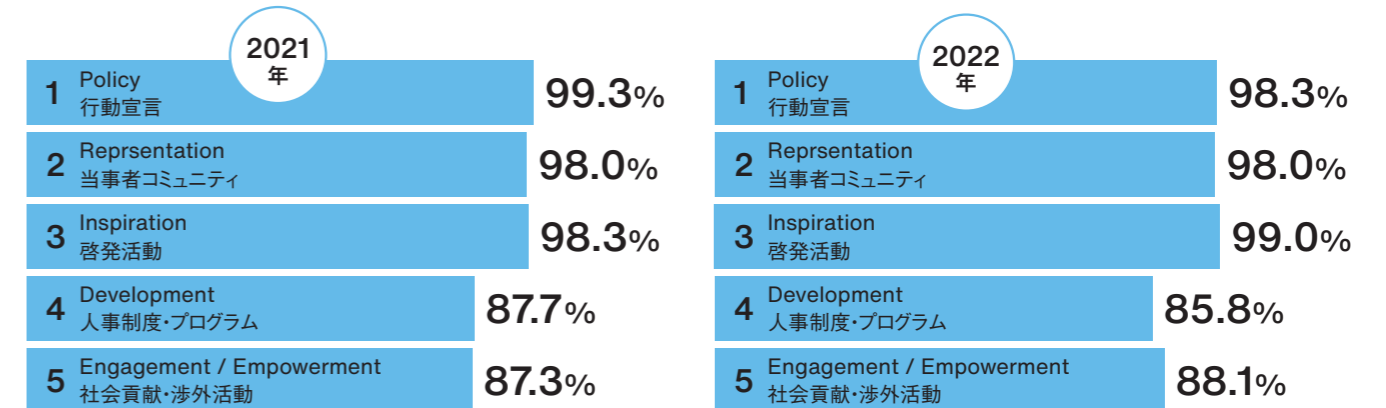 2021
年
1 Policy
行動宣言
99.3%
2 Reprsentation
当事者コミュニティ
98.0%
3 Inspiration
啓発活動
98.3%
4 Development
人事制度・プログラム
87.7%
5 Engagement / Empowerment
社会貢献・渉外活動
87.3%
2022
年
1 Policy
行動宣言
98.3%
2 Reprsentation
当事者コミュニティ
98.0%
3 Inspiration
啓発活動
99.0%
4 Development
人事制度・プログラム
85.8%
5 Engagement / Empowerment
社会貢献・渉外活動
88.1%